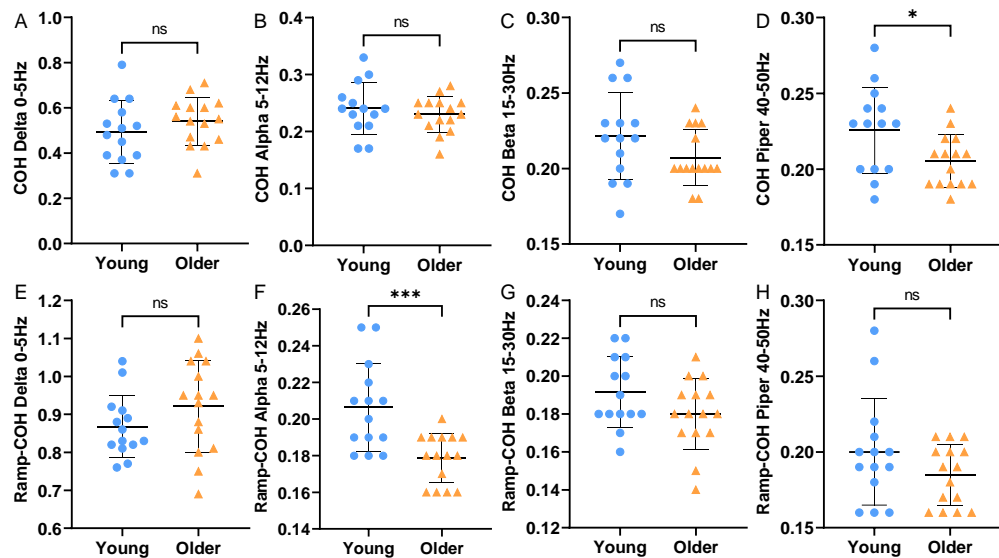 A
COH Delta 0-5Hz
1.0
0.8
0.6
0.4
0.2
0.0
ns
Young
Older
B
COH Alpha 5-12Hz
0.4
0.3
0.2
0.1
0.0
ns
Young
Older
C
COH Beta 15-30Hz
0.30
0.25
0.20
0.15
ns
Young
Older
D
COH Piper 40-50Hz
0.30
0.25
0.20
0.15
*
Young
Older
E
Ramp-COH Delta 0-5Hz
1.2
1.1
1.0
0.9
0.8
0.7
0.6
ns
Young
Older
F
Ramp-COH Alpha 5-12Hz
0.26
0.24
0.22
0.20
0.18
0.16
0.14
***
Young
Older
G
Ramp-COH Beta 15-30Hz
0.24
0.22
0.20
0.18
0.16
0.14
0.12
ns
Young
Older
H
Ramp-COH Piper 40-50Hz
0.30
0.25
0.20
0.15
ns
Young
Older